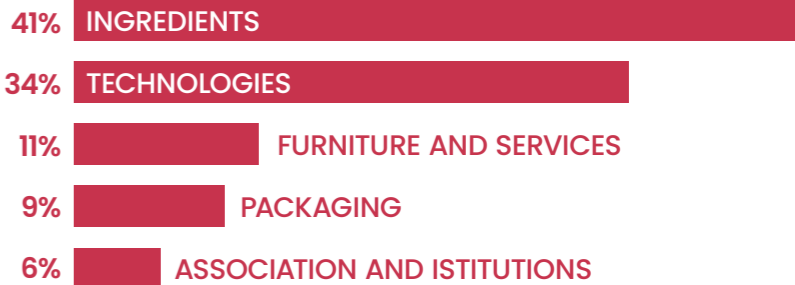 41% INGREDIENTS
34% TECHNOLOGIES
11% FURNITURE AND SERVICES
9% PACKAGING
6% ASSOCIATION AND ISTITUTIONS